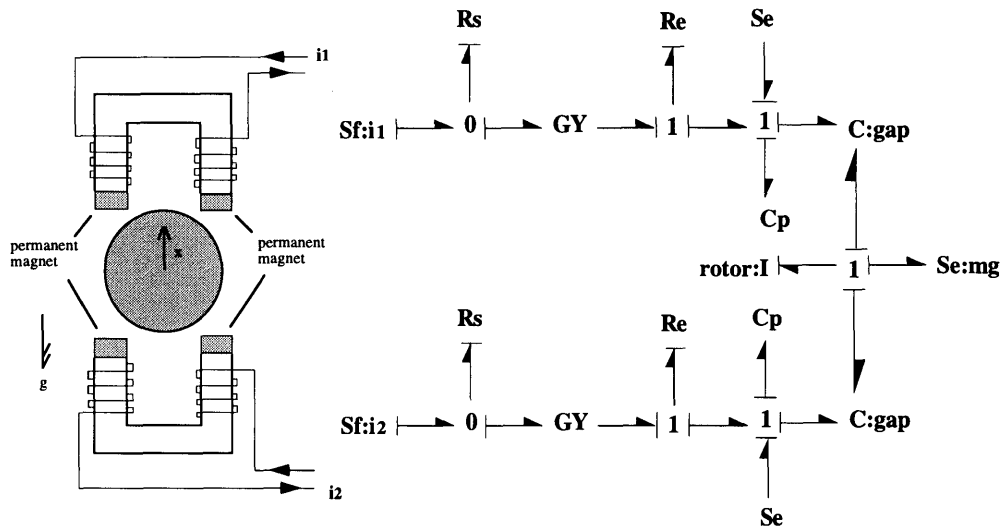 i1
permanent
magnet
permanent
magnet
x
g
i2
Rs
Re
Se
Sf:i1
0
GY
1
1
C:gap
Cp
rotor:I
1
Se:mg
Rs
Re
Cp
Sf:i2
0
GY
1
1
C:gap
Se